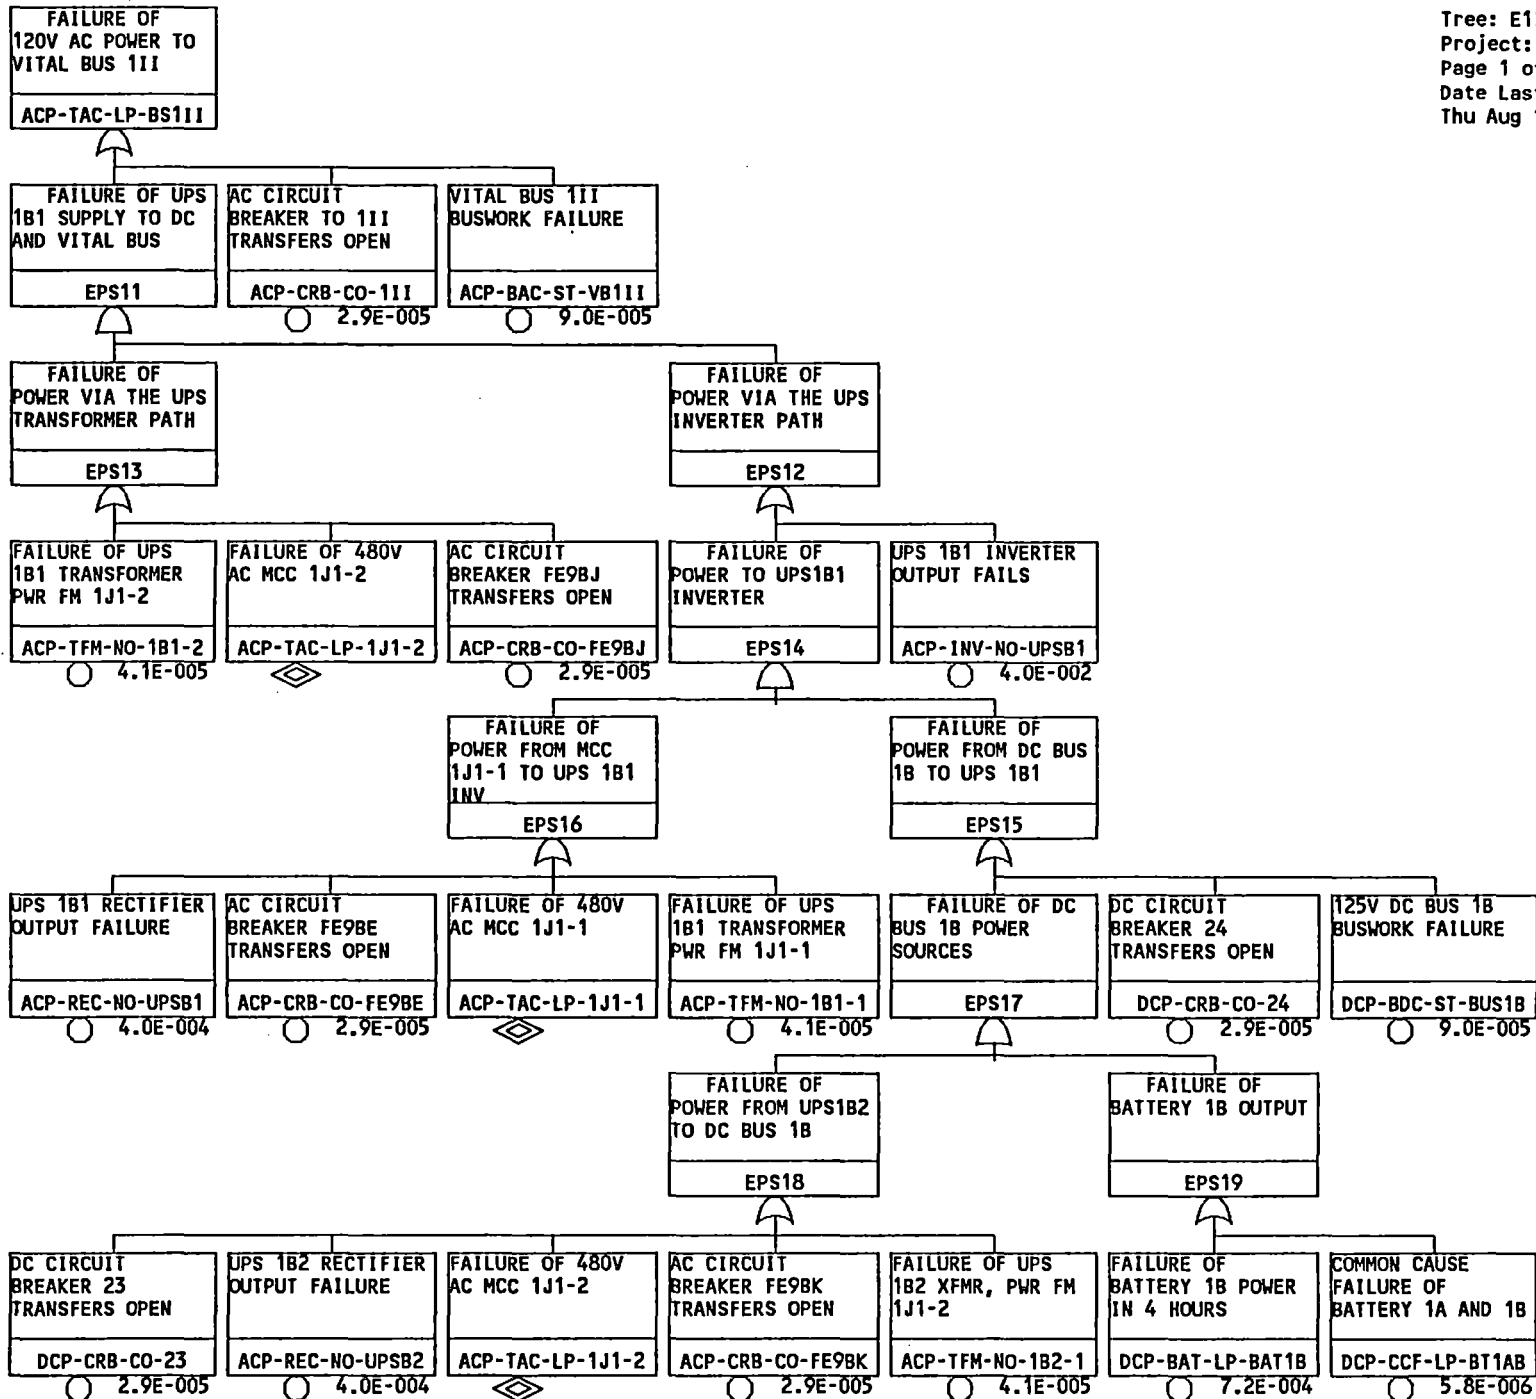 Tree: E1
Project:
Page 1 o
Date Las
Thu Aug
FAILURE OF
120V AC POWER TO
VITAL BUS 1II
ACP-TAC-LP-BS1II
FAILURE OF UPS
1B1 SUPPLY TO DC
AND VITAL BUS
EPS11
AC CIRCUIT
BREAKER TO 1II
TRANSFERS OPEN
ACP-CRB-CO-1II
2.9E-005
VITAL BUS 1II
BUSWORK FAILURE
ACP-BAC-ST-VB1II
9.0E-005
FAILURE OF
POWER VIA THE UPS
TRANSFORMER PATH
EPS13
FAILURE OF
POWER VIA THE UPS
INVERTER PATH
EPS12
FAILURE OF UPS
1B1 TRANSFORMER
PWR FM 1J1-2
ACP-TFM-NO-1B1-2
4.1E-005
FAILURE OF 480V
AC MCC 1J1-2
ACP-TAC-LP-1J1-2
AC CIRCUIT
BREAKER FE9BJ
TRANSFERS OPEN
ACP-CRB-CO-FE9BJ
2.9E-005
FAILURE OF
POWER TO UPS1B1
INVERTER
EPS14
UPS 1B1 INVERTER
OUTPUT FAILS
ACP-INV-NO-UPSB1
4.0E-002
FAILURE OF
POWER FROM MCC
1J1-1 TO UPS 1B1
INV
EPS16
FAILURE OF
POWER FROM DC BUS
1B TO UPS 1B1
EPS15
UPS 1B1 RECTIFIER
OUTPUT FAILURE
ACP-REC-NO-UPSB1
4.0E-004
AC CIRCUIT
BREAKER FE9BE
TRANSFERS OPEN
ACP-CRB-CO-FE9BE
2.9E-005
FAILURE OF 480V
AC MCC 1J1-1
ACP-TAC-LP-1J1-1
FAILURE OF UPS
1B1 TRANSFORMER
PWR FM 1J1-1
ACP-TFM-NO-1B1-1
4.1E-005
FAILURE OF DC
BUS 1B POWER
SOURCES
EPS17
DC CIRCUIT
BREAKER 24
TRANSFERS OPEN
DCP-CRB-CO-24
2.9E-005
125V DC BUS 1B
BUSWORK FAILURE
DCP-BDC-ST-BUS1B
9.0E-005
FAILURE OF
POWER FROM UPS1B2
TO DC BUS 1B
EPS18
FAILURE OF
BATTERY 1B OUTPUT
EPS19
DC CIRCUIT
BREAKER 23
TRANSFERS OPEN
DCP-CRB-CO-23
2.9E-005
UPS 1B2 RECTIFIER
OUTPUT FAILURE
ACP-REC-NO-UPSB2
4.0E-004
FAILURE OF 480V
AC MCC 1J1-2
ACP-TAC-LP-1J1-2
AC CIRCUIT
BREAKER FE9BK
TRANSFERS OPEN
ACP-CRB-CO-FE9BK
2.9E-005
FAILURE OF UPS
1B2 XFMR, PWR FM
1J1-2
ACP-TFM-NO-1B2-1
4.1E-005
FAILURE OF
BATTERY 1B POWER
IN 4 HOURS
DCP-BAT-LP-BAT1B
7.2E-004
COMMON CAUSE
FAILURE OF
BATTERY 1A AND 1B
DCP-CCF-LP-BT1AB
5.8E-006